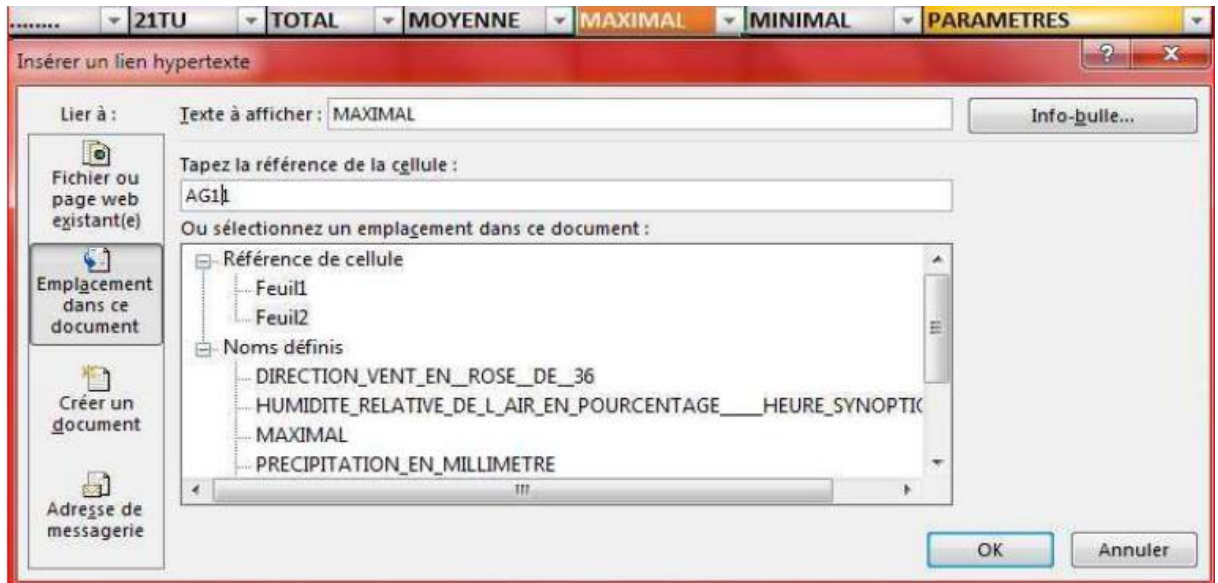 ........ 21TU TOTAL MOYENNE MAXIMAL MINIMAL PARAMETRES
Insérer un lien hypertexte
Lier à :
Texte à afficher : MAXIMAL
Info-bulle...
Fichier ou
page web
existant(e)
Tapez la référence de la cellule :
AG11
Ou sélectionnez un emplacement dans ce document :
Emplacement
dans ce
document
Référence de cellule
Feuil1
Feuil2
Noms définis
DIRECTION_VENT_EN__ROSE__DE__36
HUMIDITE_RELATIVE_DE_L_AIR_EN_POURCENTAGE____HEURE_SYNOPTIC
MAXIMAL
PRECIPITATION_EN_MILLIMETRE
Créer un
document
Adresse de
messagerie
OK
Annuler